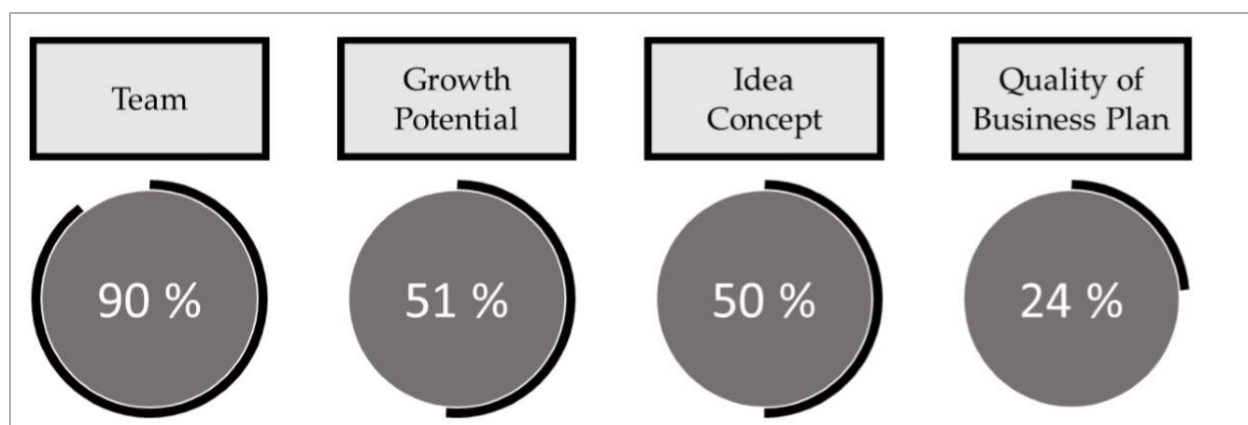 Team
Growth
Potential
Idea
Concept
Quality of
Business Plan
90 %
51 %
50 %
24 %